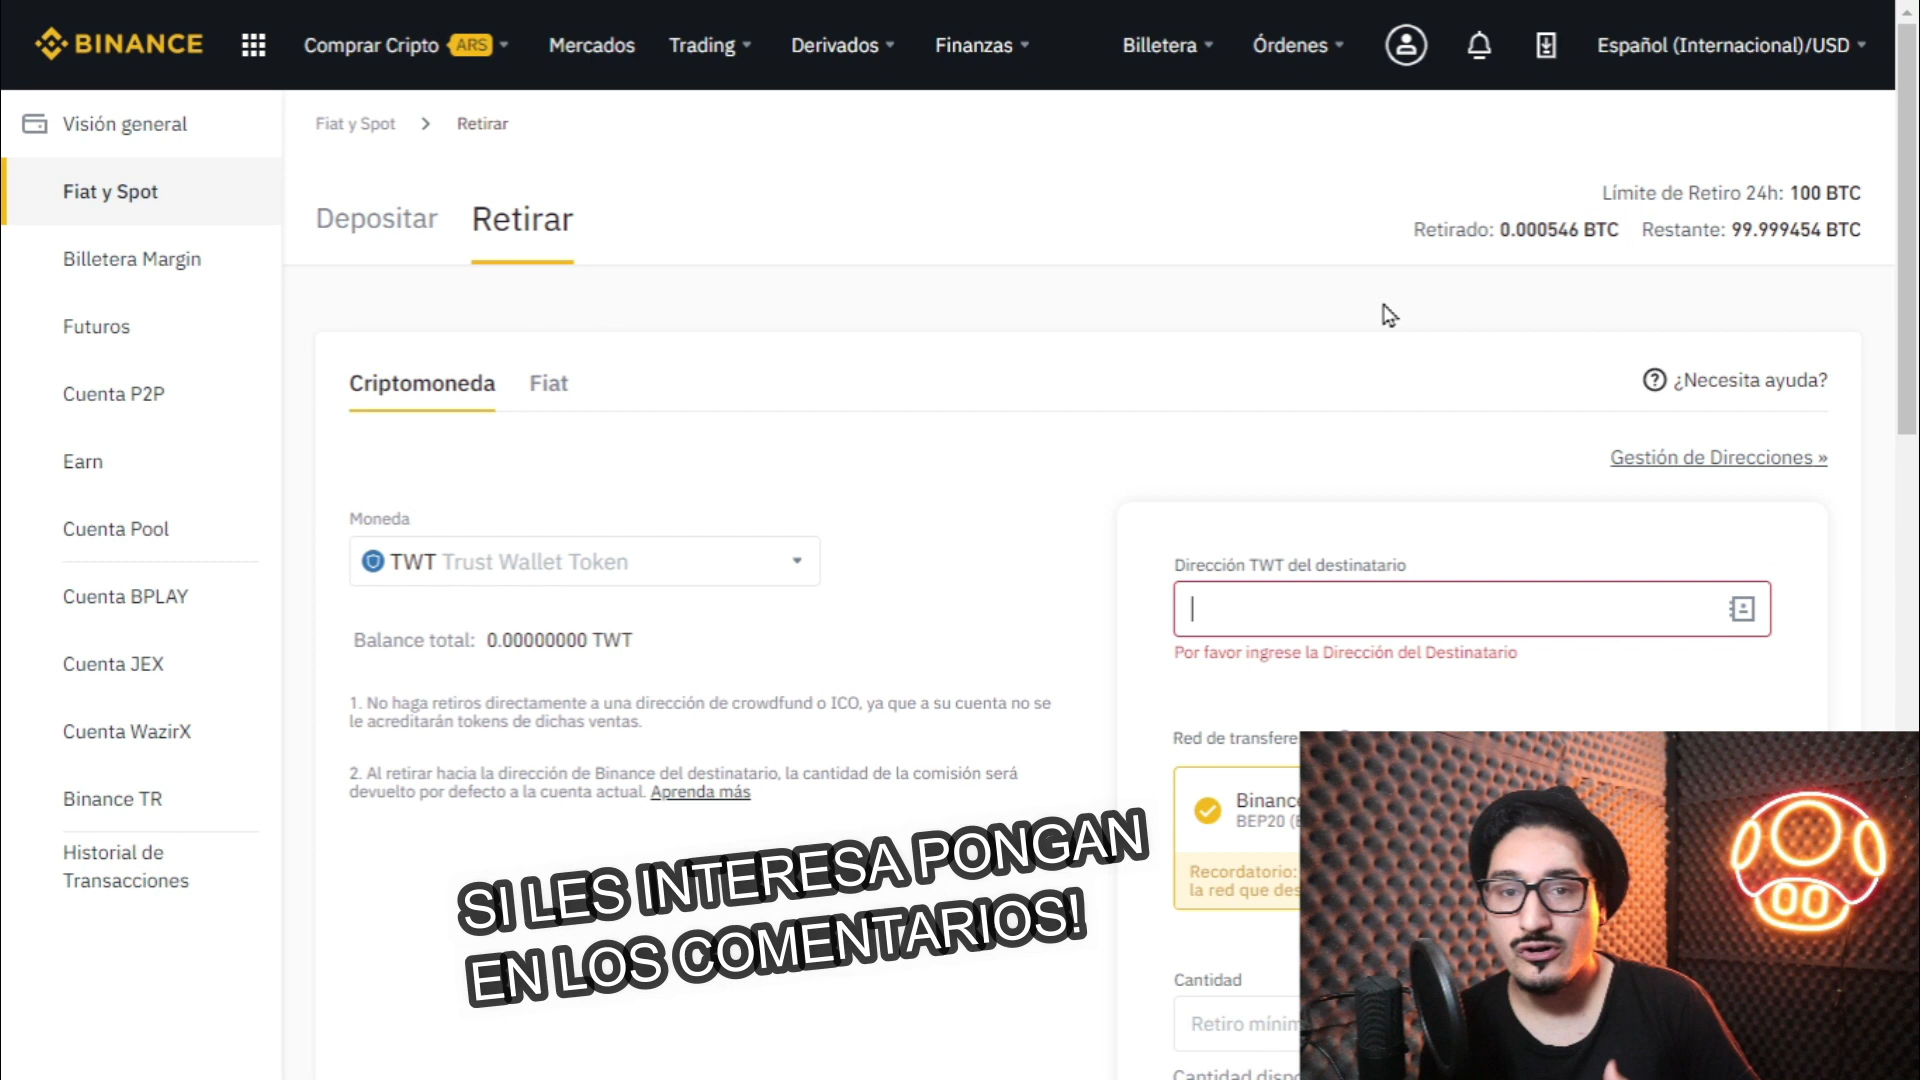 BINANCE
Comprar Cripto ARS
Mercados
Trading
Derivados
Finanzas
Billetera
Órdenes
Español (Internacional)/USD
Visión general
Fiat y Spot
Billetera Margin
Futuros
Cuenta P2P
Earn
Cuenta Pool
Cuenta BPLAY
Cuenta JEX
Cuenta WazirX
Binance TR
Historial de
Transacciones
Fiat y Spot > Retirar
Depositar
Retirar
Límite de Retiro 24h: 100 BTC
Retirado: 0.000546 BTC Restante: 99.999454 BTC
Criptomoneda
Fiat
¿Necesita ayuda?
Gestión de Direcciones »
Moneda
TWT Trust Wallet Token
Balance total: 0.00000000 TWT
1. No haga retiros directamente a una dirección de crowdfund o ICO, ya que a su cuenta no se
le acreditarán tokens de dichas ventas.
2. Al retirar hacia la dirección de Binance del destinatario, la cantidad de la comisión será
devuelto por defecto a la cuenta actual. Aprenda más
Dirección TWT del destinatario
Por favor ingrese la Dirección del Destinatario
Red de transfere
Binance
BEP20 (
Recordatorio:
la red que des
Cantidad
Retiro mínim
Cantidad dispo
SI LES INTERESA PONGAN
EN LOS COMENTARIOS!